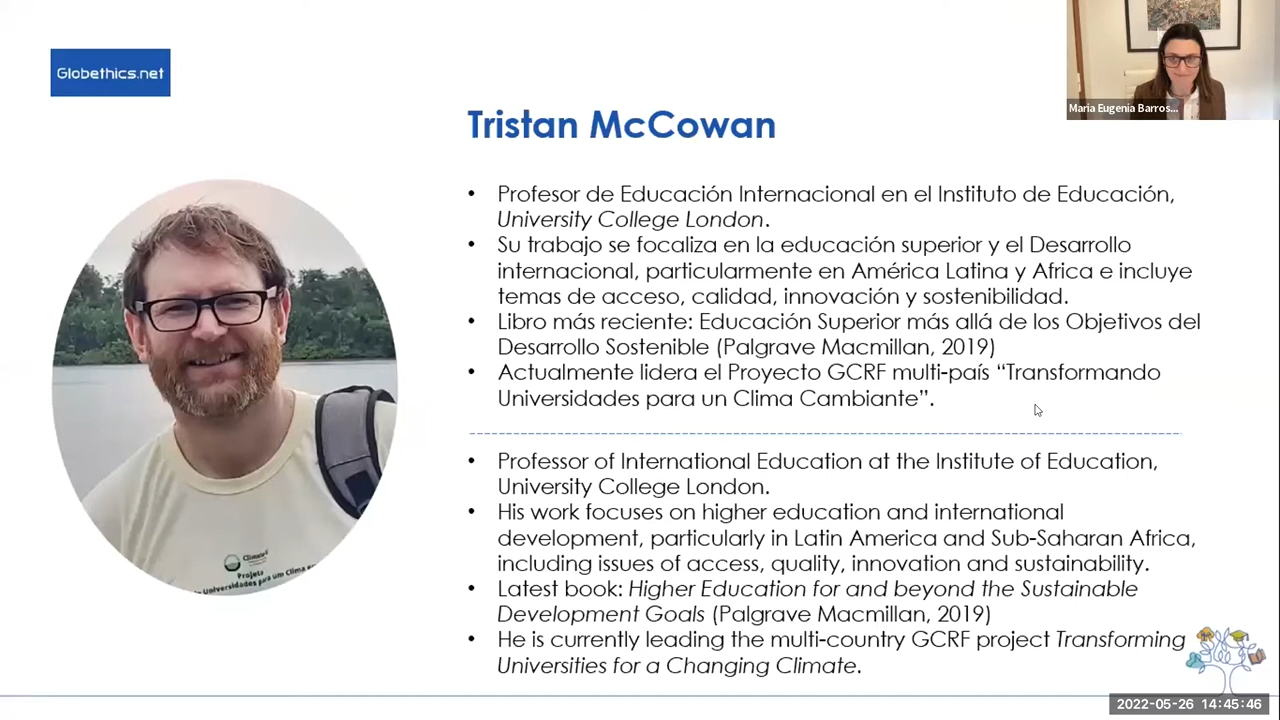 Globethics.net
Maria Eugenia Barros...
Tristan McCowan
• Profesor de Educación Internacional en el Instituto de Educación,
University College London.
• Su trabajo se focaliza en la educación superior y el Desarrollo
internacional, particularmente en América Latina y Africa e incluye
temas de acceso, calidad, innovación y sostenibilidad.
• Libro más reciente: Educación Superior más allá de los Objetivos del
Desarrollo Sostenible (Palgrave Macmillan, 2019)
• Actualmente lidera el Proyecto GCRF multi-país “Transformando
Universidades para un Clima Cambiante”.
• Professor of International Education at the Institute of Education,
University College London.
• His work focuses on higher education and international
development, particularly in Latin America and Sub-Saharan Africa,
including issues of access, quality, innovation and sustainability.
• Latest book: Higher Education for and beyond the Sustainable
Development Goals (Palgrave Macmillan, 2019)
• He is currently leading the multi-country GCRF project Transforming
Universities for a Changing Climate.
Projeto
Universidades para um Clima
2022-05-26 14:45:46